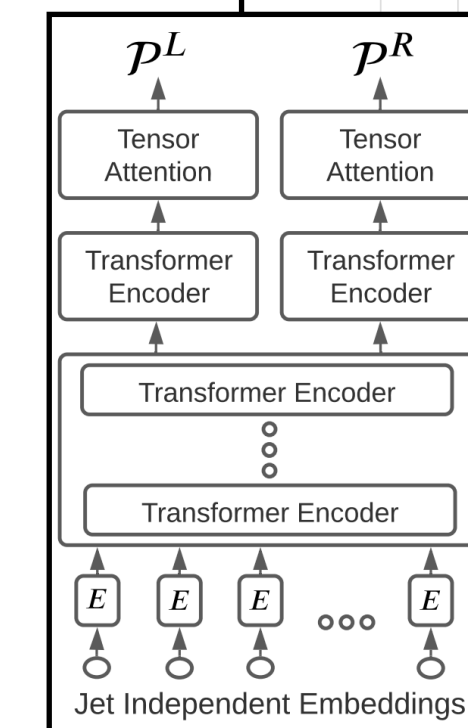 𝒫^L 𝒫^R
Tensor Tensor
Attention Attention
Transformer Transformer
Encoder Encoder
Transformer Encoder
Transformer Encoder
E E E E
Jet Independent Embeddings